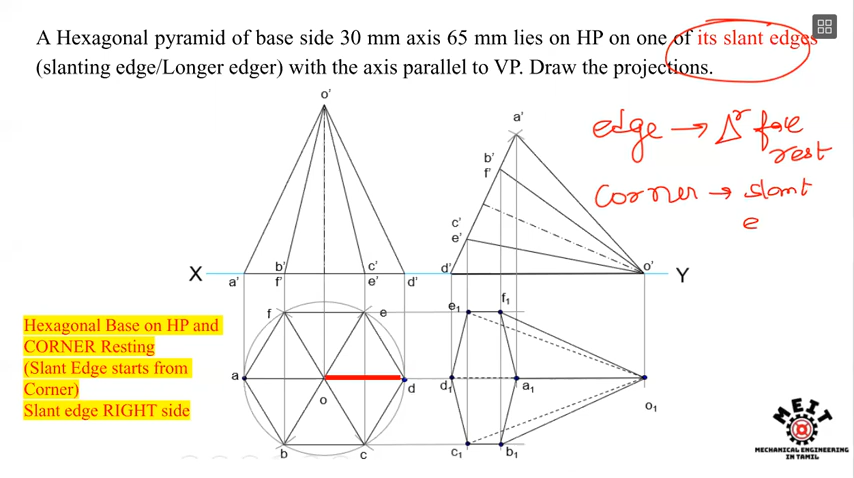 A Hexagonal pyramid of base side 30 mm axis 65 mm lies on HP on one of its slant edges
(slanting edge/Longer edger) with the axis parallel to VP. Draw the projections.
edge → Δr face
rest
corner → slant
e
o'
a'
b'
f'
c'
e'
d'
o'
X
a'
b'
f'
c'
e'
d'
Y
Hexagonal Base on HP and
CORNER Resting
(Slant Edge starts from
Corner)
Slant edge RIGHT side
f
e
a
o
d
b
c
e1
f1
d1
a1
o1
c1
b1
MEIT
MECHANICAL ENGINEERING
IN TAMIL